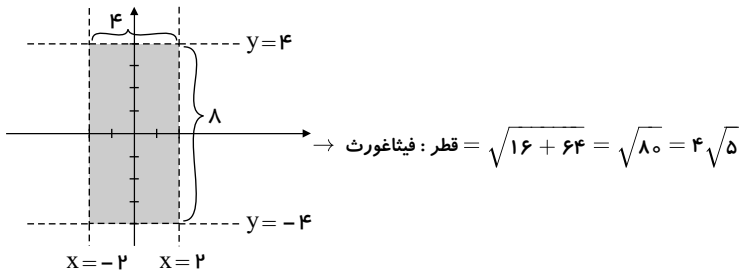 ۴
y=۴
۸
→ قطر : فیثاغورث = √(۱۶ + ۶۴) = √۸۰ = ۴√۵
y=−۴
x=−۲ x=۲